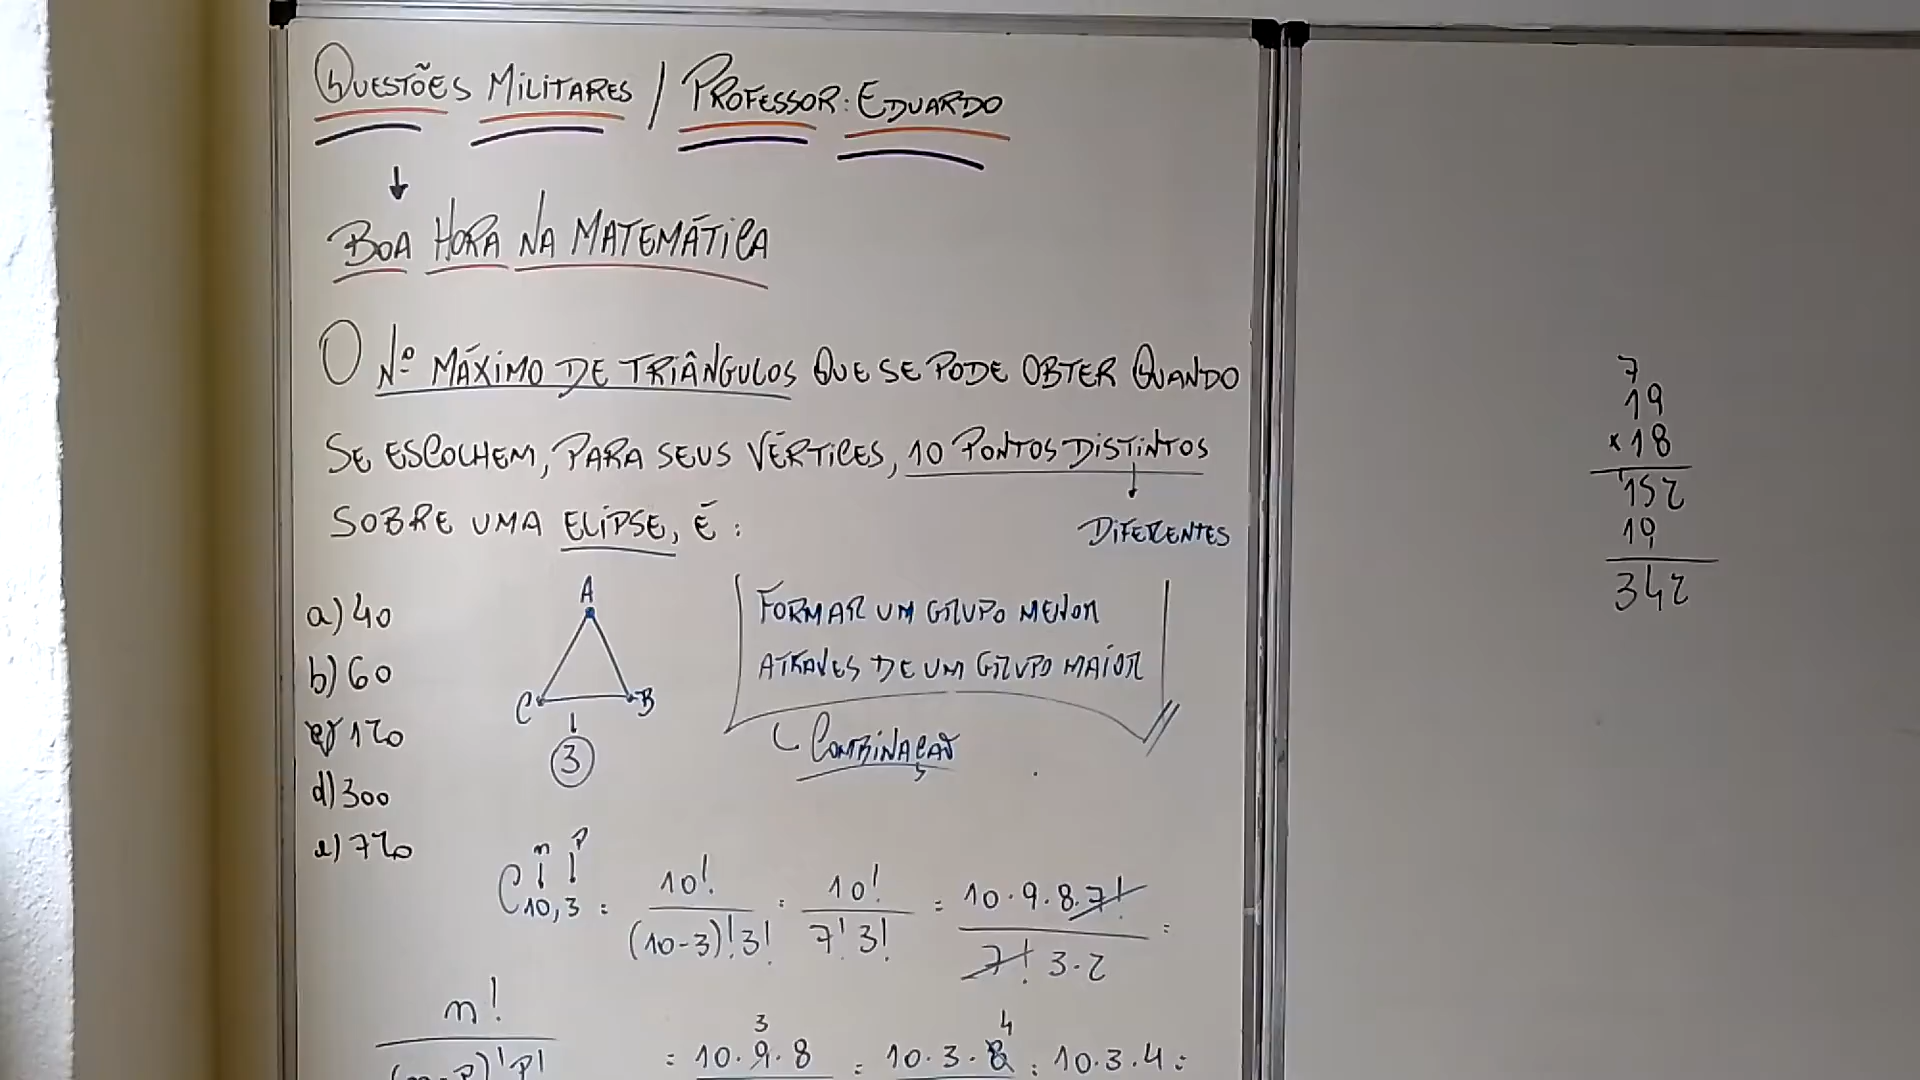 QUESTÕES MILITARES / PROFESSOR: EDUARDO
BOA HORA NA MATEMÁTICA
O Nº MÁXIMO DE TRIÂNGULOS QUE SE PODE OBTER QUANDO
SE ESCOLHEM, PARA SEUS VÉRTICES, 10 PONTOS DISTINTOS
SOBRE UMA ELIPSE, É:
DIFERENTES
a) 40
b) 60
c) 120
d) 300
e) 720
A
C B
3
FORMAR UM GRUPO MENOR
ATRAVES DE UM GRUPO MAIOR
COMBINAÇÃO
n p
C10,3 = 10!/(10-3)!3! = 10!/7!3! = 10·9·8·7!/7!3·2 =
n!/(n-p)!p!
3 4
= 10·9·8 = 10·3·8 = 10·3·4 =
7
19
×18
152
19
342